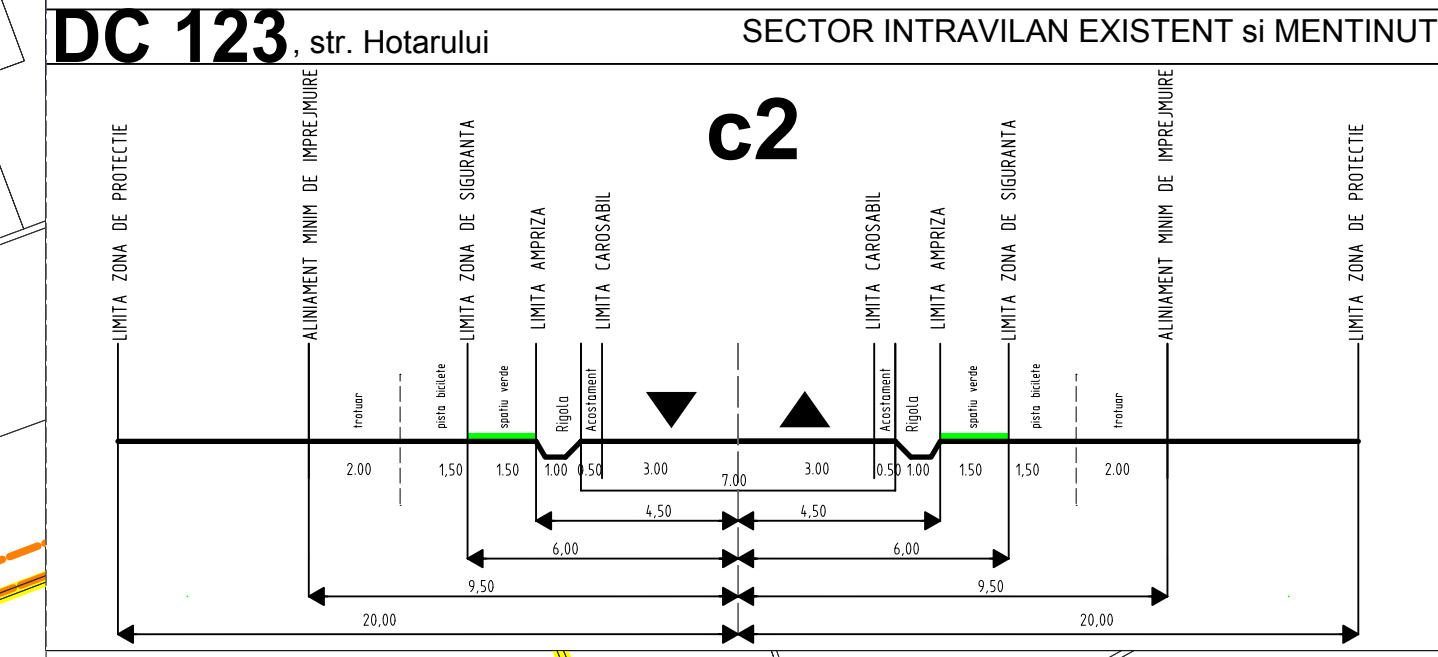 DC 123, str. Hotarului
SECTOR INTRAVILAN EXISTENT si MENTINUT
c2
LIMITA ZONA DE PROTECTIE
ALINIAMENT MINIM DE IMPREJMUIRE
LIMITA ZONA DE SIGURANTA
LIMITA AMPRIZA
LIMITA CAROSABIL
LIMITA CAROSABIL
LIMITA AMPRIZA
LIMITA ZONA DE SIGURANTA
ALINIAMENT MINIM DE IMPREJMUIRE
LIMITA ZONA DE PROTECTIE
trotuar
pista biciclete
spatiu verde
Rigola
Acostament
Acostament
Rigola
spatiu verde
pista biciclete
trotuar
2.00 1,50 1.50 1.00 0.50 3.00 3.00 0.50 1.00 1.50 1,50 2.00
7.00
4,50 4,50
6,00 6,00
9,50 9,50
20,00 20,00